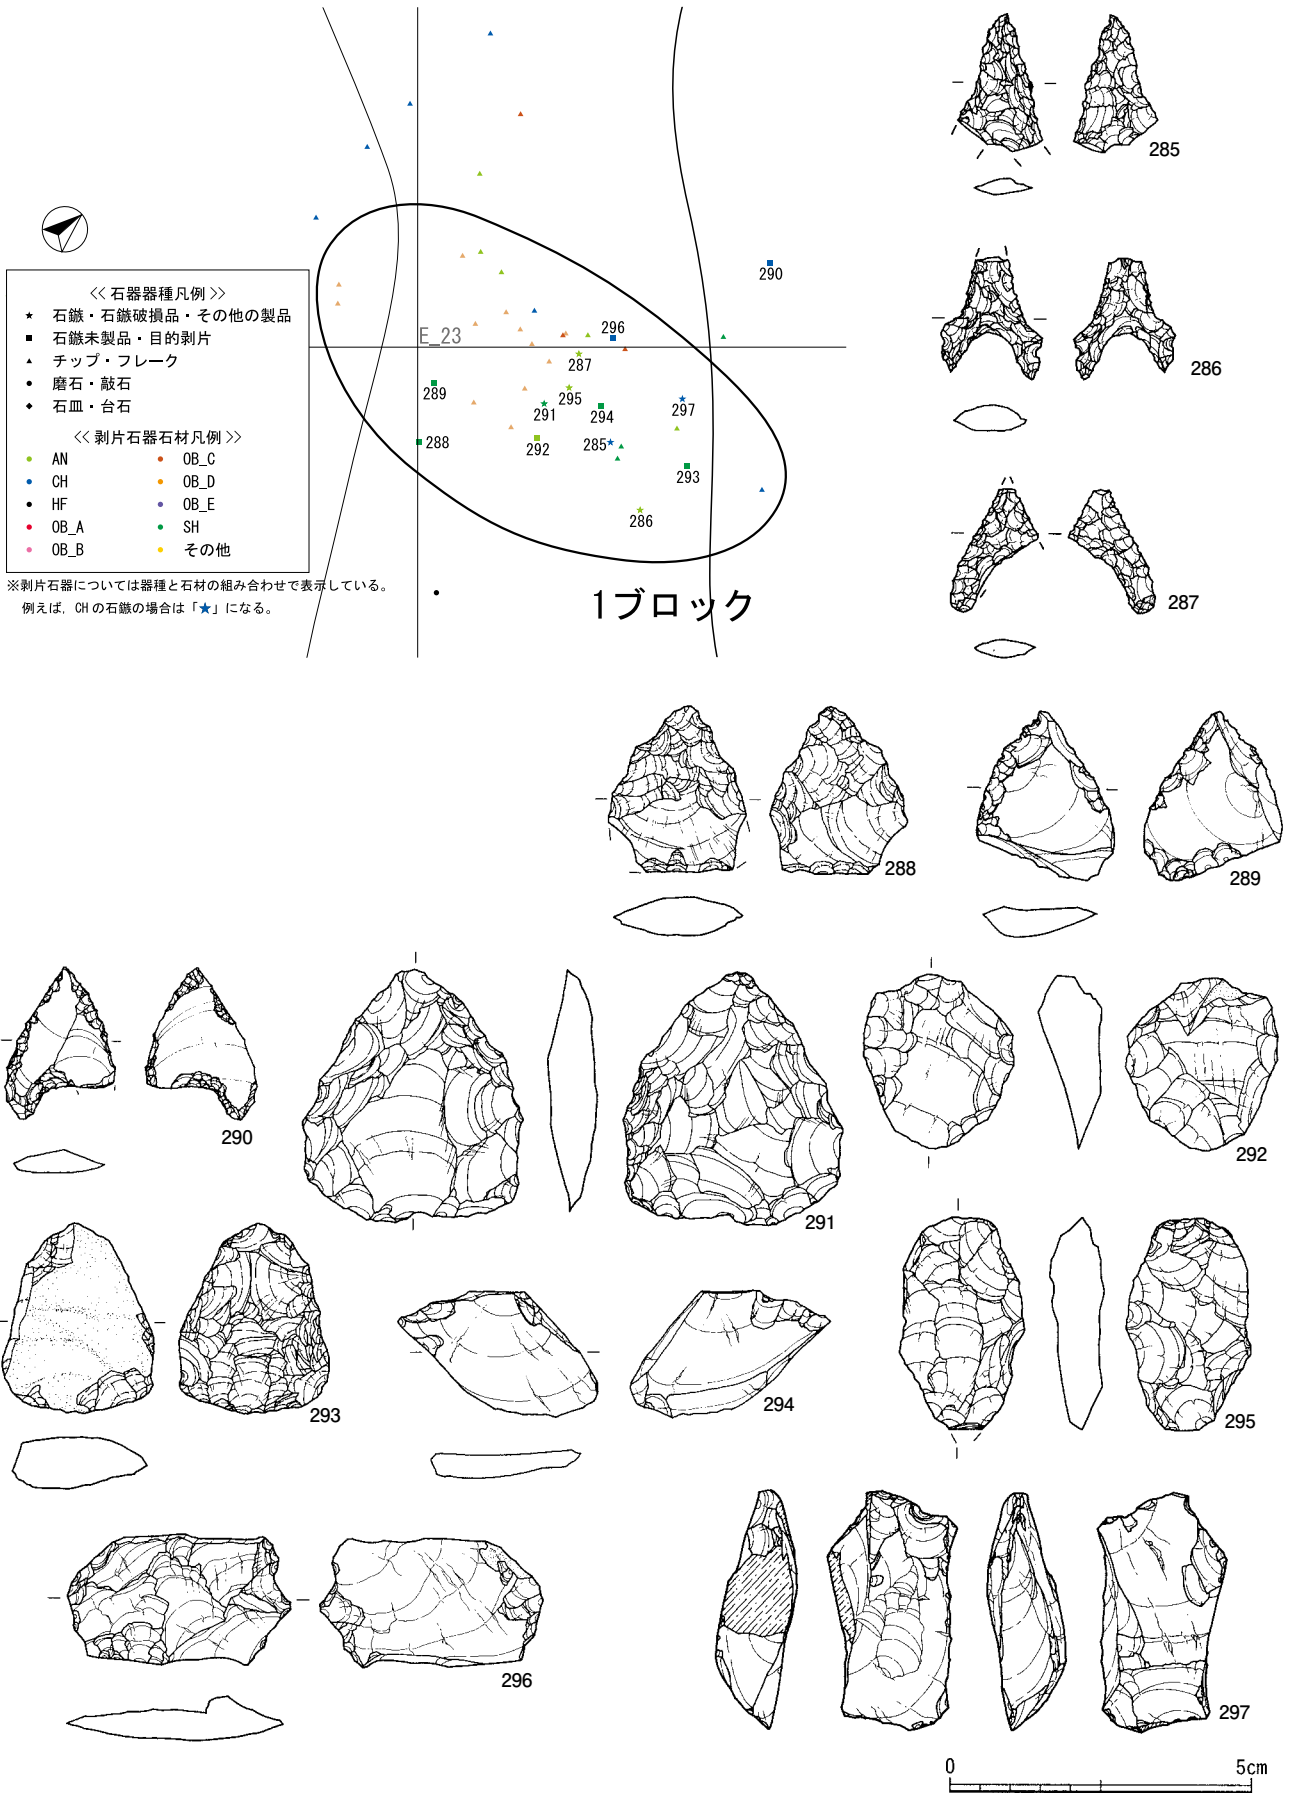 290
E_23
296
287
289
295
291
294
297
288
292
285
293
286
1ブロック
≪ 石器器種凡例 ≫
★ 石鏃・石鏃破損品・その他の製品
■ 石鏃未製品・目的剥片
▲ チップ・フレーク
● 磨石・敲石
◆ 石皿・台石
≪ 剥片石器石材凡例 ≫
● AN ● OB_C
● CH ● OB_D
● HF ● OB_E
● OB_A ● SH
● OB_B ● その他
※剥片石器については器種と石材の組み合わせで表示している。
例えば, CHの石鏃の場合は「★」になる。
285
286
287
288
289
290
291
292
293
294
295
296
297
0 5cm